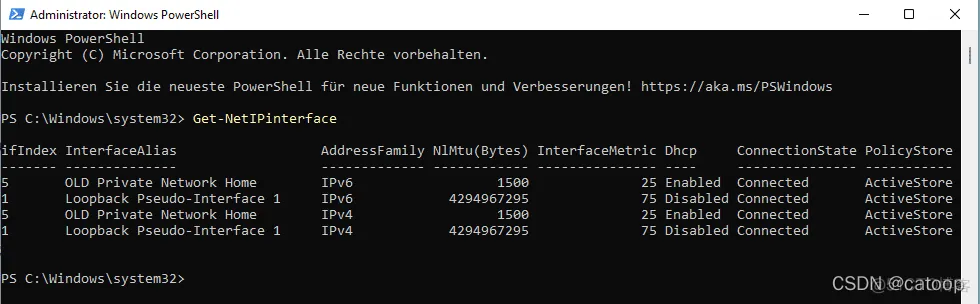 Administrator: Windows PowerShell
Windows PowerShell
Copyright (C) Microsoft Corporation. Alle Rechte vorbehalten.
Installieren Sie die neueste PowerShell für neue Funktionen und Verbesserungen! https://aka.ms/PSWindows
PS C:\Windows\system32> Get-NetIPinterface
ifIndex InterfaceAlias AddressFamily NlMtu(Bytes) InterfaceMetric Dhcp ConnectionState PolicyStore
------- -------------- ------------- ------------ --------------- ---- --------------- -----------
5 OLD Private Network Home IPv6 1500 25 Enabled Connected ActiveStore
1 Loopback Pseudo-Interface 1 IPv6 4294967295 75 Disabled Connected ActiveStore
5 OLD Private Network Home IPv4 1500 25 Enabled Connected ActiveStore
1 Loopback Pseudo-Interface 1 IPv4 4294967295 75 Disabled Connected ActiveStore
PS C:\Windows\system32>
CSDN @catoop